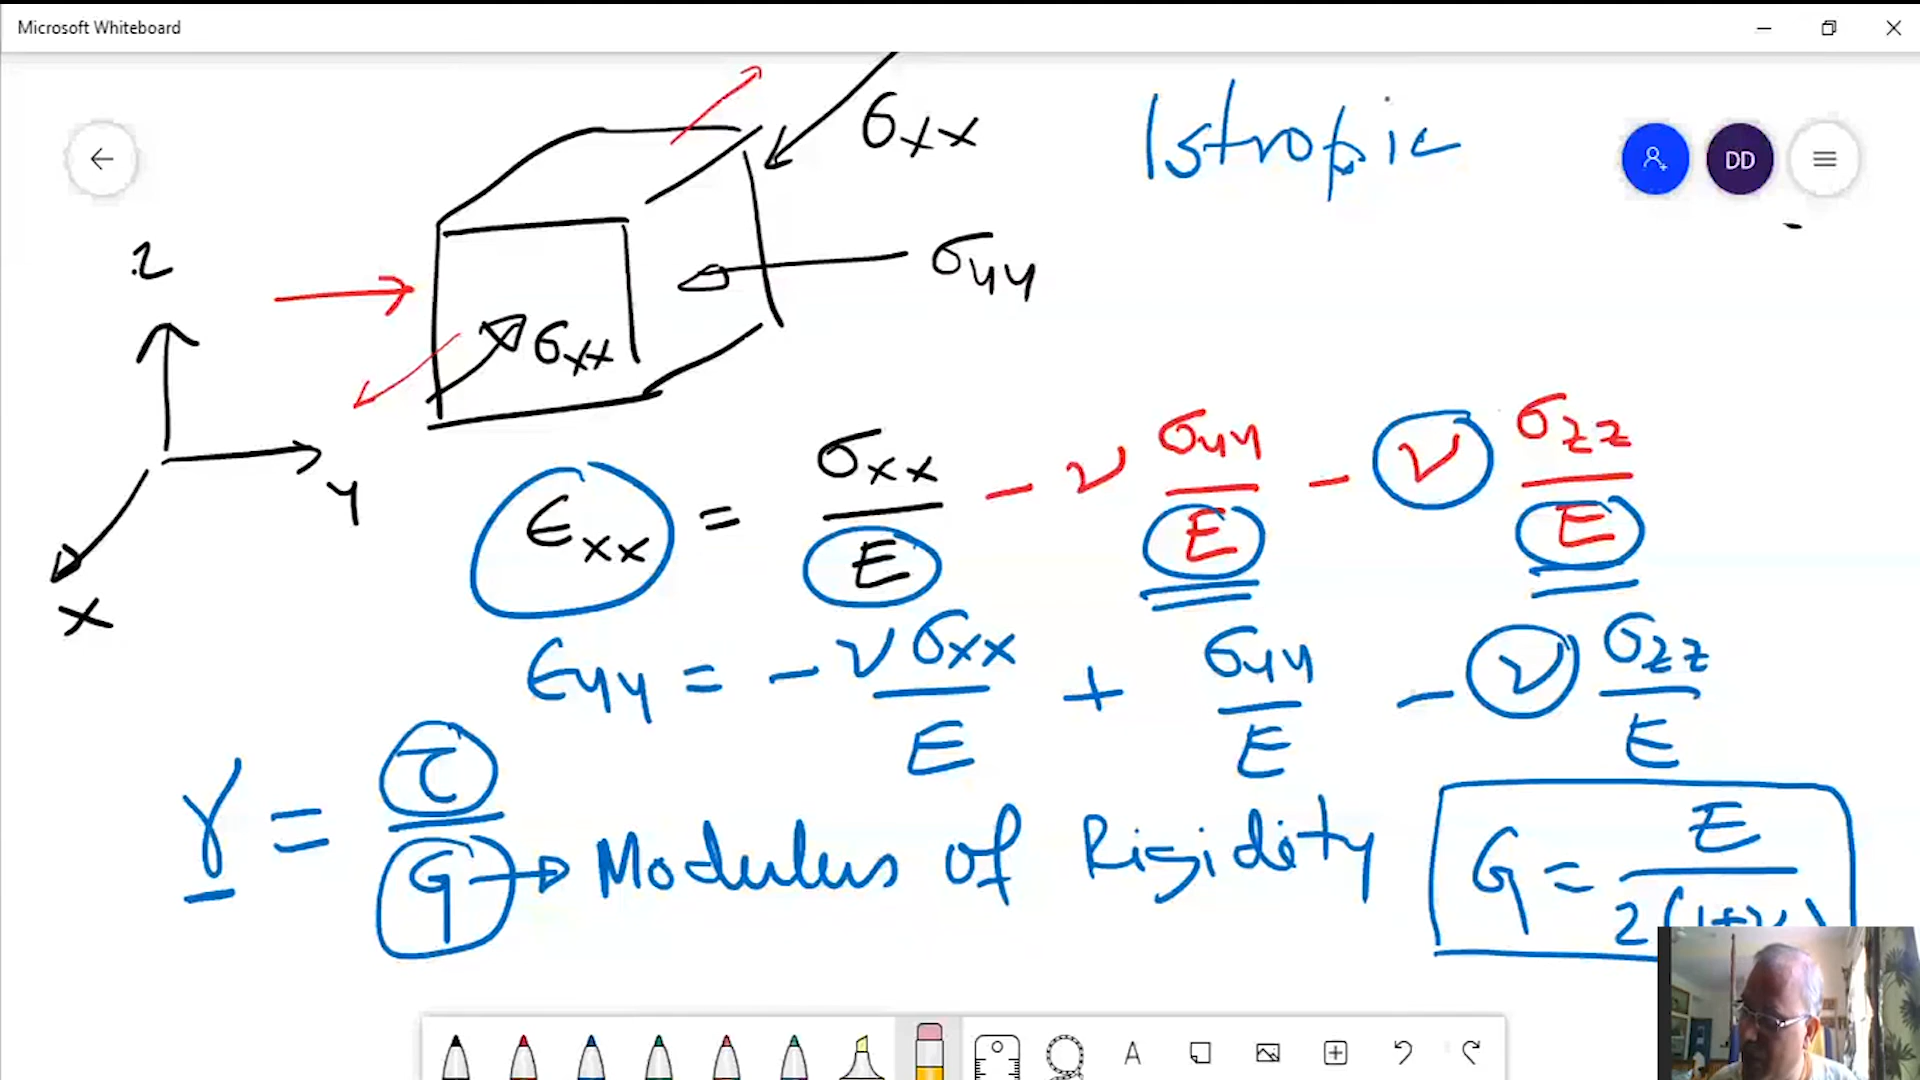 Microsoft Whiteboard
σxx
Istropic
DD
z
σyy
σxx
y
x
ϵxx = σxx/E - ν σyy/E - ν σzz/E
ϵyy = - ν σxx/E + σyy/E - ν σzz/E
γ = τ/G → Modulus of Rigidity
G = E/2(1+ν)
A